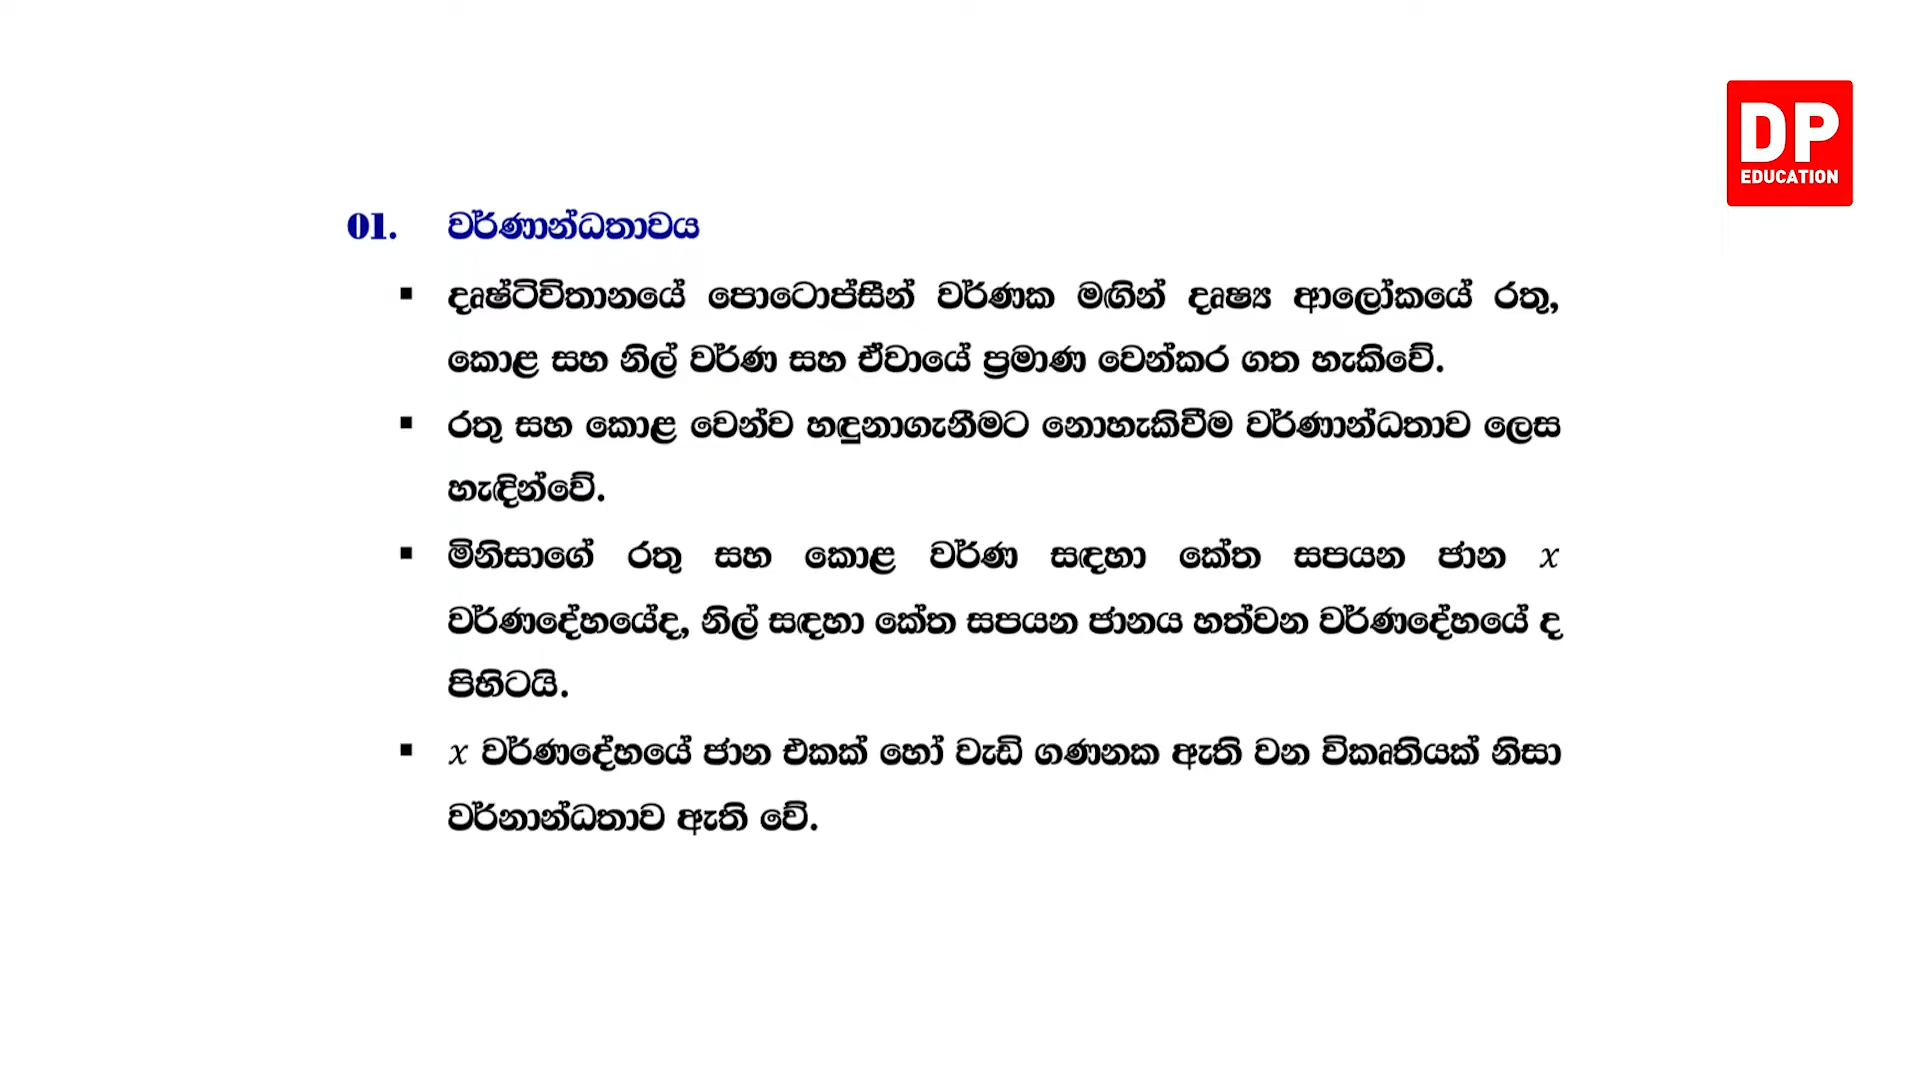 DP
EDUCATION
01. වර්ණාන්ධතාවය
▪ දෘෂ්ටිවිතානයේ පොටොප්සීන් වර්ණක මඟින් දෘෂ්‍ය ආලෝකයේ රතු,
කොළ සහ නිල් වර්ණ සහ ඒවායේ ප්‍රමාණ වෙන්කර ගත හැකිවේ.
▪ රතු සහ කොළ වෙන්ව හඳුනාගැනීමට නොහැකිවීම වර්ණාන්ධතාව ලෙස
හැඳින්වේ.
▪ මිනිසාගේ රතු සහ කොළ වර්ණ සඳහා කේත සපයන ජාන x
වර්ණදේහයේද, නිල් සඳහා කේත සපයන ජානය හත්වන වර්ණදේහයේ ද
පිහිටයි.
▪ x වර්ණදේහයේ ජාන එකක් හෝ වැඩි ගණනක ඇති වන විකෘතියක් නිසා
වර්නාන්ධතාව ඇති වේ.